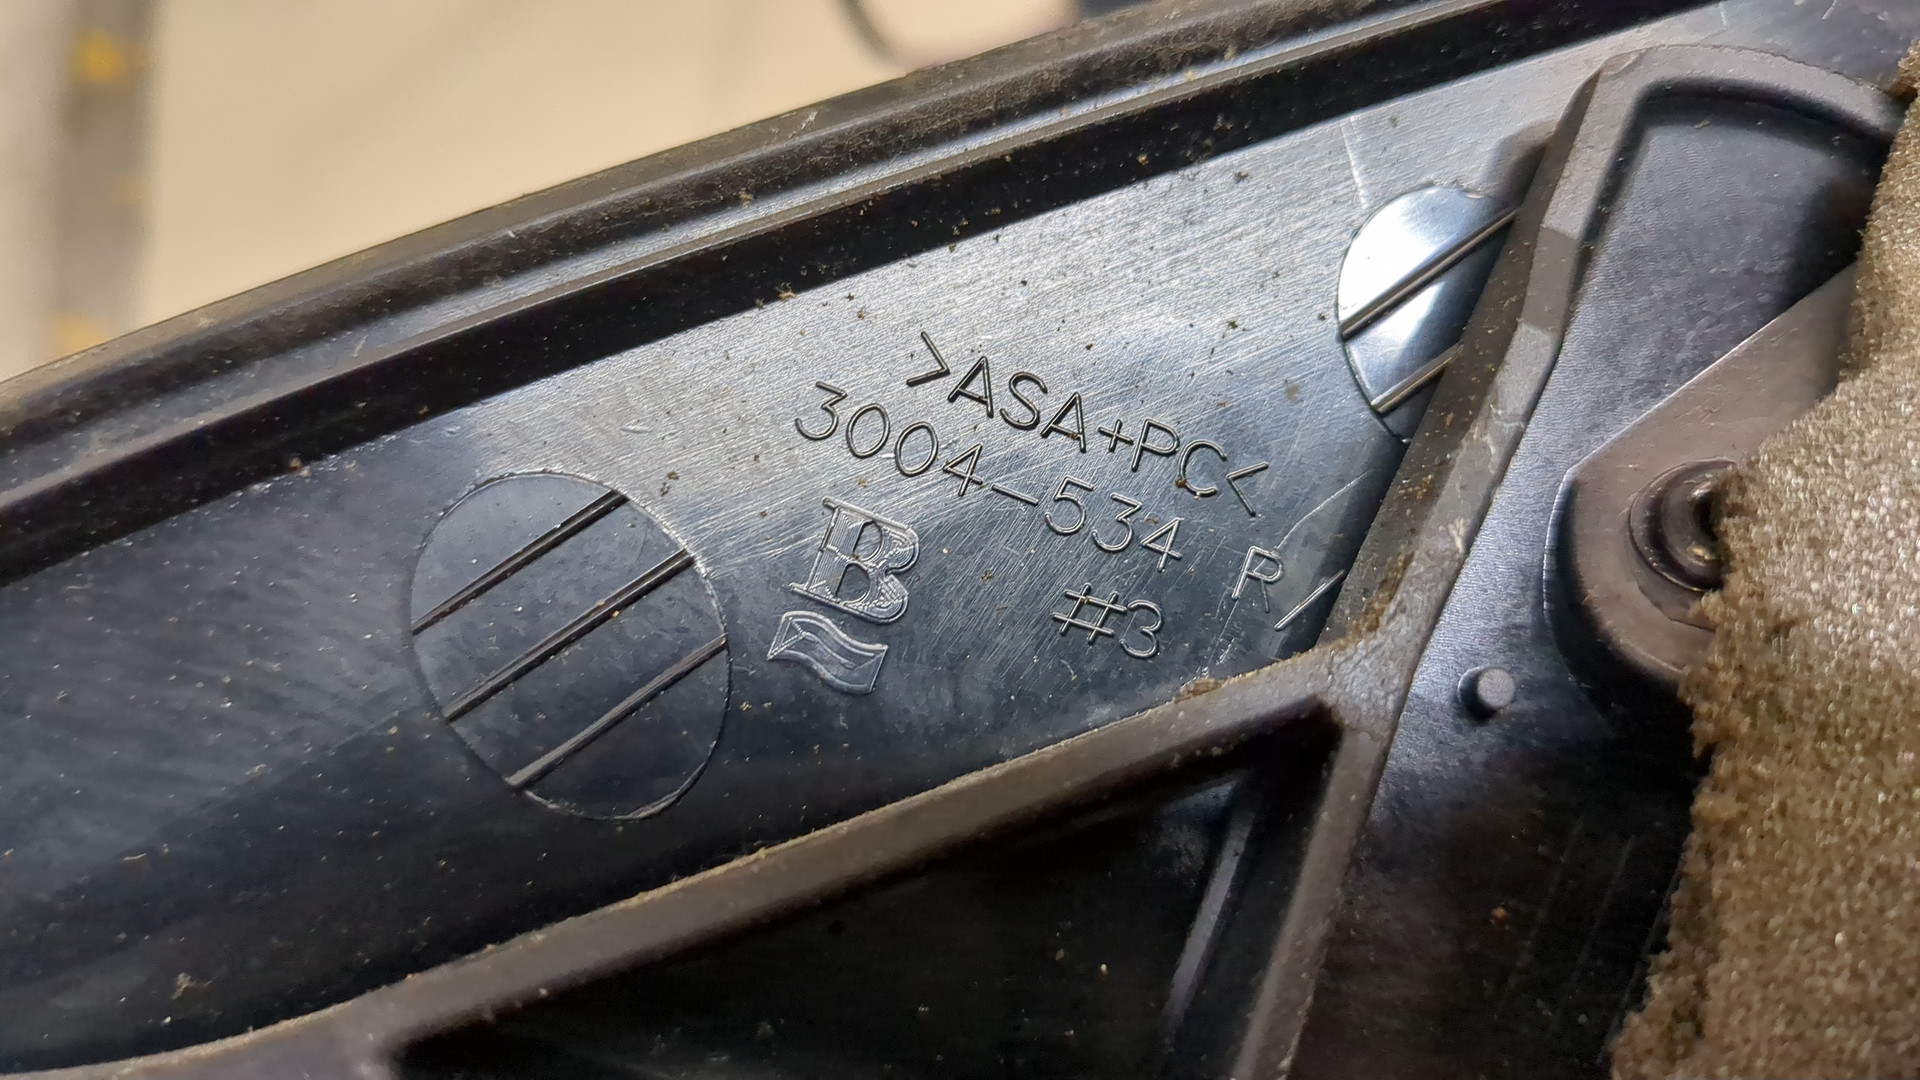 >ASA+PC<
3004-534 R/
#3
B